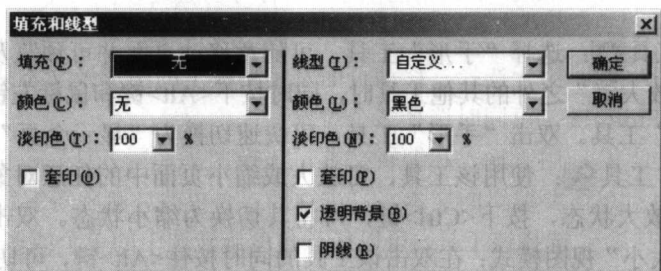 填充和线型
填充(F): 无 线型(I): 自定义... 确定
颜色(C): 无 颜色(L): 黑色 取消
淡印色(T): 100 % 淡印色(N): 100 %
套印(O) 套印(P)
透明背景(B)
阴线(R)